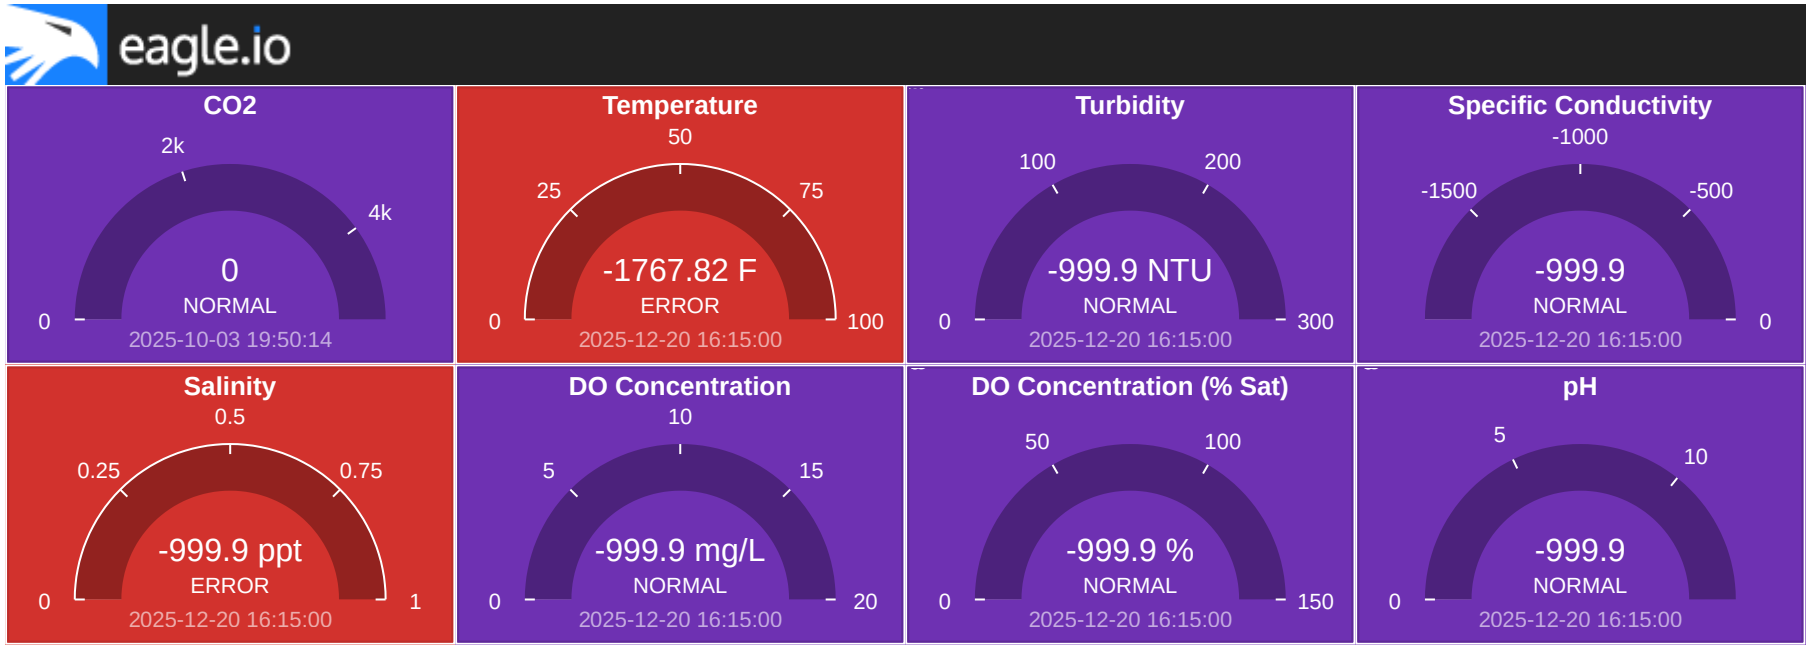 eagle.io
CO2
2k
4k
0
NORMAL
0
2025-10-03 19:50:14
Temperature
50
25
75
-1767.82 F
ERROR
0
100
2025-12-20 16:15:00
Turbidity
100
200
-999.9 NTU
NORMAL
0
300
2025-12-20 16:15:00
Specific Conductivity
-1000
-1500
-500
-999.9
NORMAL
0
2025-12-20 16:15:00
Salinity
0.5
0.25
0.75
-999.9 ppt
ERROR
0
1
2025-12-20 16:15:00
DO Concentration
10
5
15
-999.9 mg/L
NORMAL
0
20
2025-12-20 16:15:00
DO Concentration (% Sat)
50
100
-999.9 %
NORMAL
0
150
2025-12-20 16:15:00
pH
5
10
-999.9
NORMAL
0
2025-12-20 16:15:00